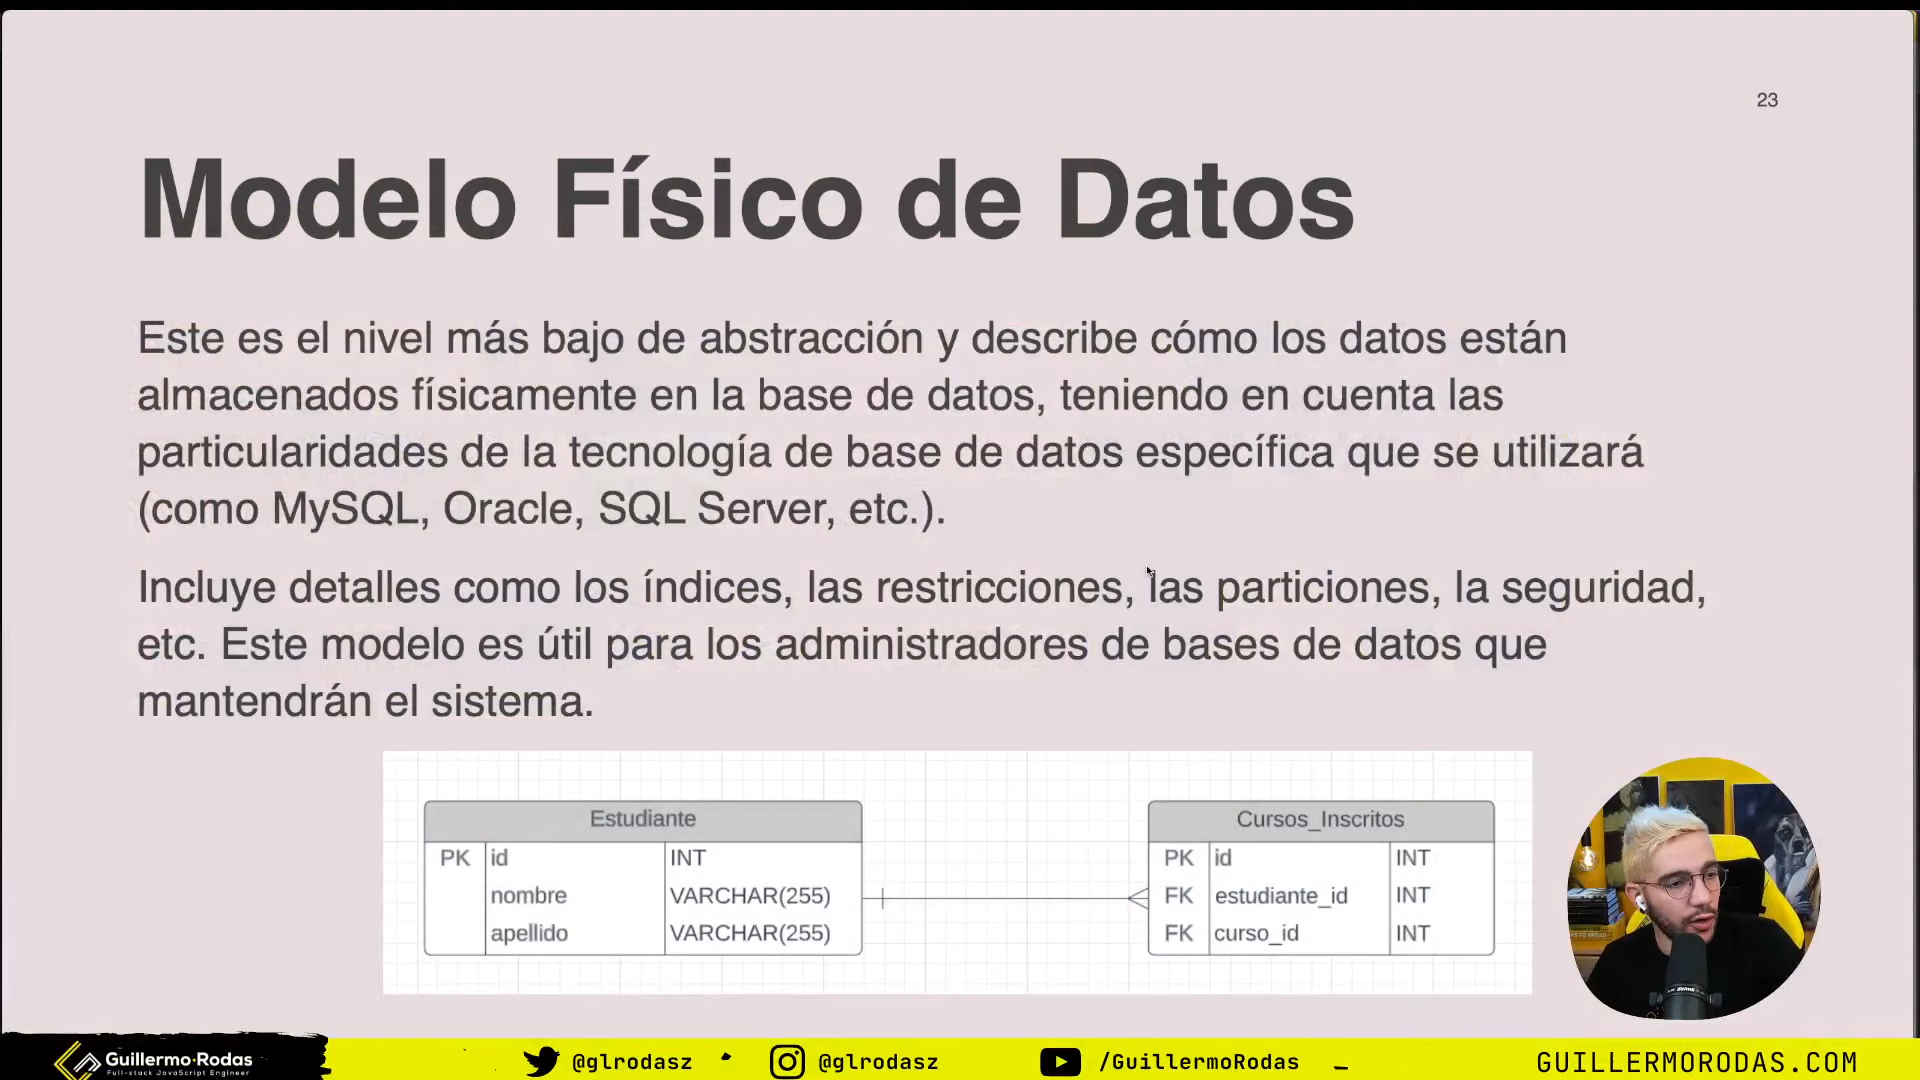 23
Modelo Físico de Datos
Este es el nivel más bajo de abstracción y describe cómo los datos están
almacenados físicamente en la base de datos, teniendo en cuenta las
particularidades de la tecnología de base de datos específica que se utilizará
(como MySQL, Oracle, SQL Server, etc.).
Incluye detalles como los índices, las restricciones, las particiones, la seguridad,
etc. Este modelo es útil para los administradores de bases de datos que
mantendrán el sistema.
Estudiante
PK id INT
nombre VARCHAR(255)
apellido VARCHAR(255)
Cursos_Inscritos
PK id INT
FK estudiante_id INT
FK curso_id INT
Guillermo·Rodas
Full-stack JavaScript Engineer
@glrodasz
@glrodasz
/GuillermoRodas
GUILLERMORODAS.COM